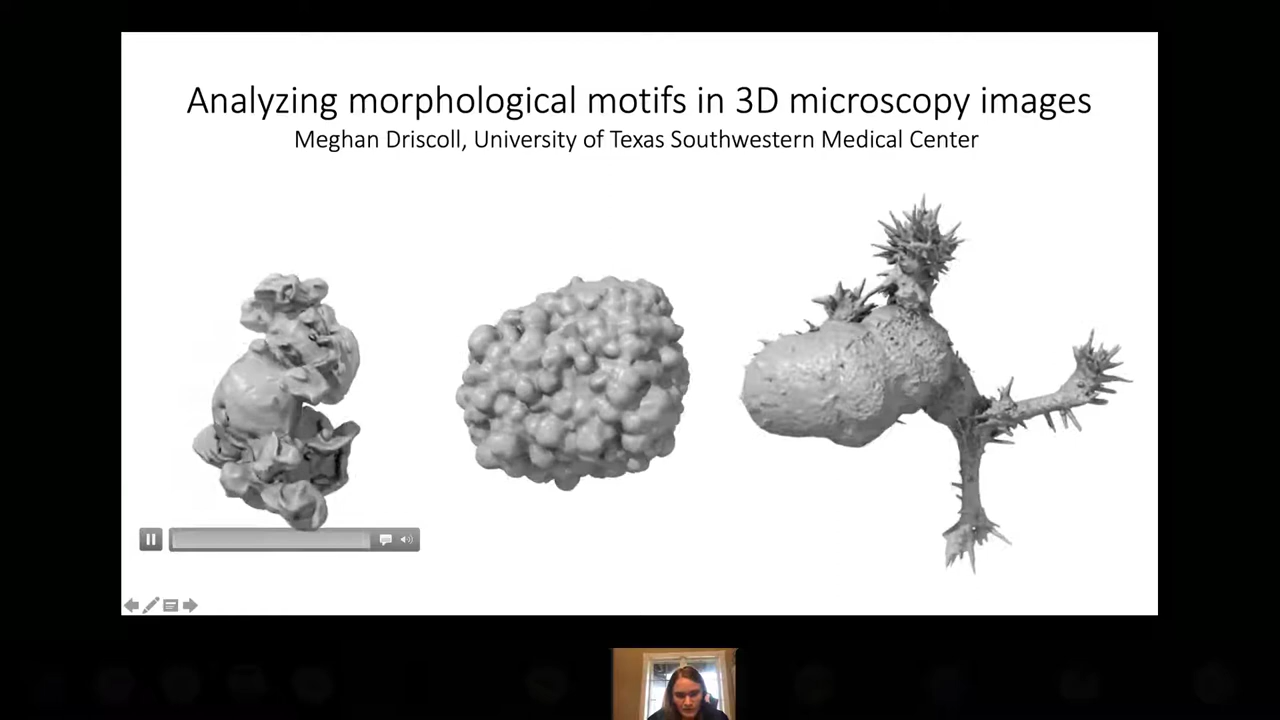 Analyzing morphological motifs in 3D microscopy images
Meghan Driscoll, University of Texas Southwestern Medical Center